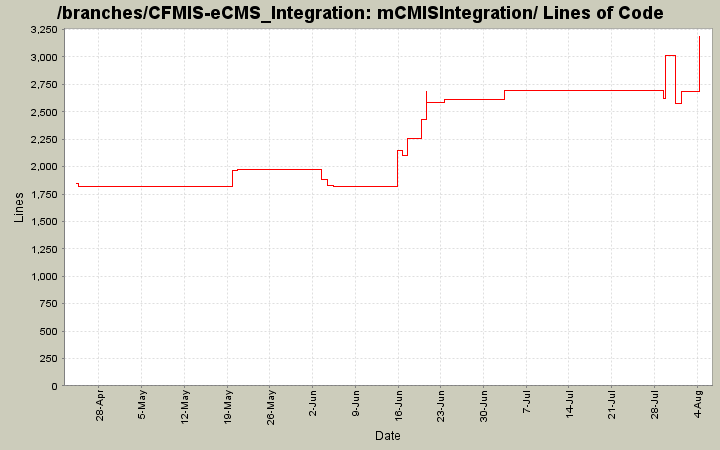 /branches/CFMIS-eCMS_Integration: mCMISIntegration/ Lines of Code
3,250
3,000
2,750
2,500
2,250
2,000
1,750
1,500
1,250
1,000
750
500
250
0
Lines
28-Apr
5-May
12-May
19-May
26-May
2-Jun
9-Jun
16-Jun
23-Jun
30-Jun
7-Jul
14-Jul
21-Jul
28-Jul
4-Aug
Date